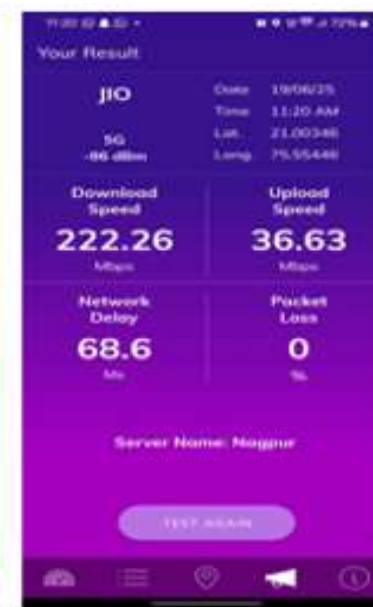 Your Result
JIO
5G
-86 dBm
Date 19/06/25
Time 11:20 AM
Lat. 21.00346
Long. 75.55446
Download
Speed
222.26
Mbps
Upload
Speed
36.63
Mbps
Network
Delay
68.6
Ms
Packet
Loss
0
%
Server Name: Nagpur
TEST AGAIN